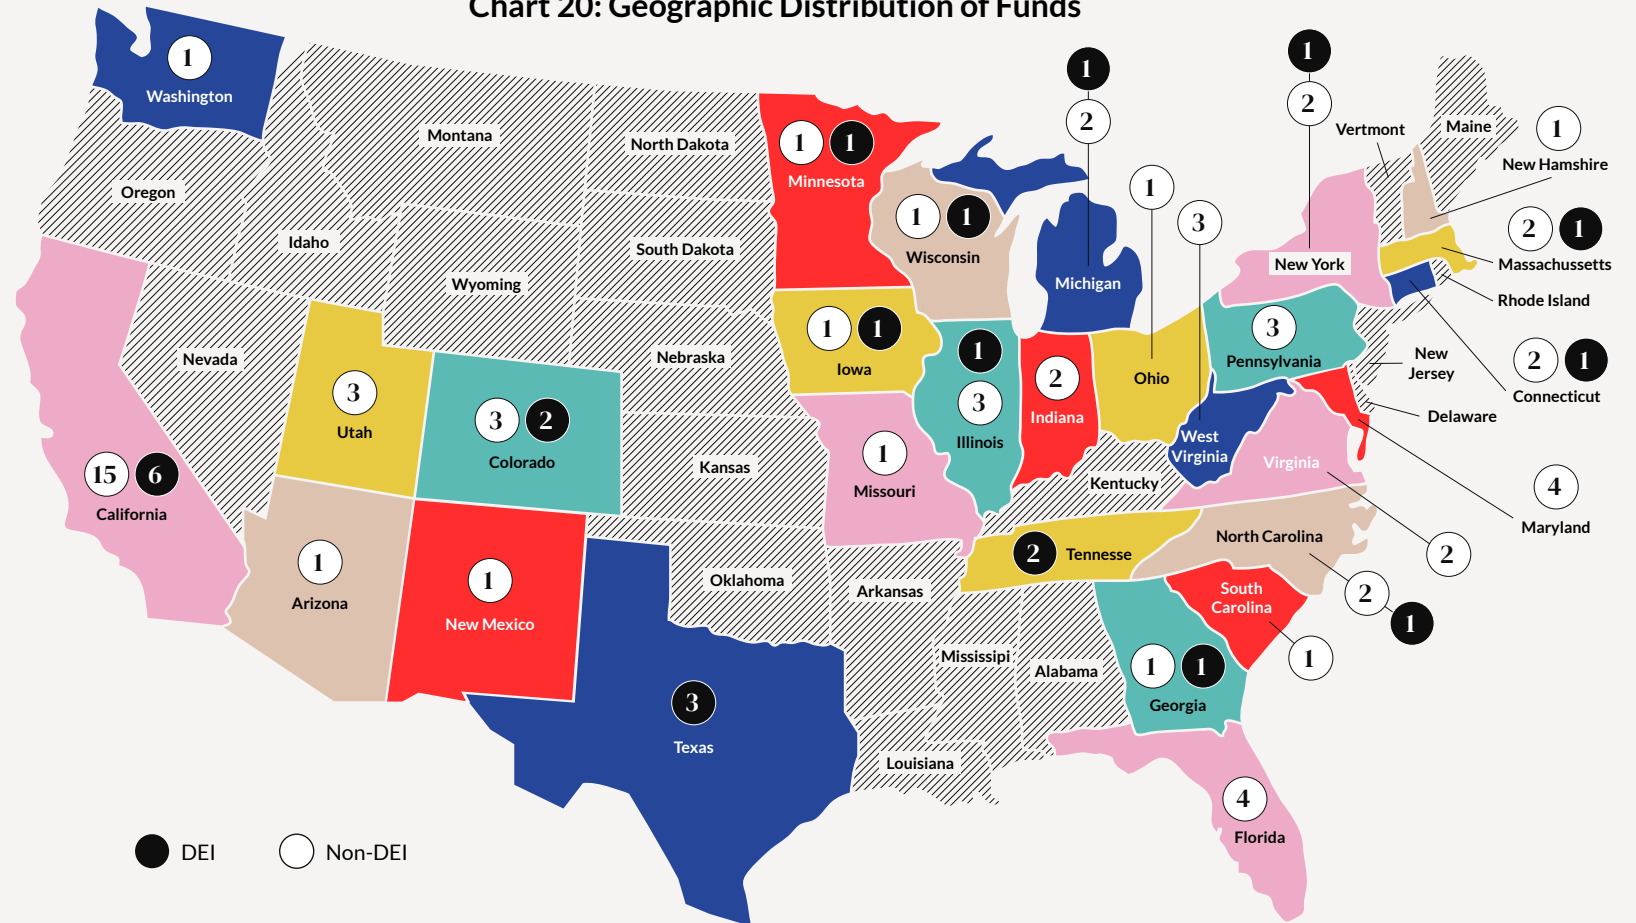 Chart 20: Geographic Distribution of Funds
1
Washington
Oregon
Idaho
Montana
Wyoming
North Dakota
South Dakota
Nebraska
Kansas
Oklahoma
Nevada
15 6
California
3
Utah
3 2
Colorado
1
Arizona
1
New Mexico
3
Texas
1 1
Minnesota
1 1
Wisconsin
1 1
Iowa
1
Missouri
Arkansas
Louisiana
1
3
Illinois
2
Indiana
1
2
Michigan
1
Ohio
3
West
Virginia
Kentucky
2 Tennesse
Mississipi
Alabama
1 1
Georgia
4
Florida
South
Carolina
1
North Carolina
2
1
Virginia
2
4
Maryland
Delaware
New
Jersey
3
Pennsylvania
1
2
New York
Vertmont
Maine
1
New Hamshire
2 1
Massachussetts
Rhode Island
2 1
Connecticut
DEI
Non-DEI